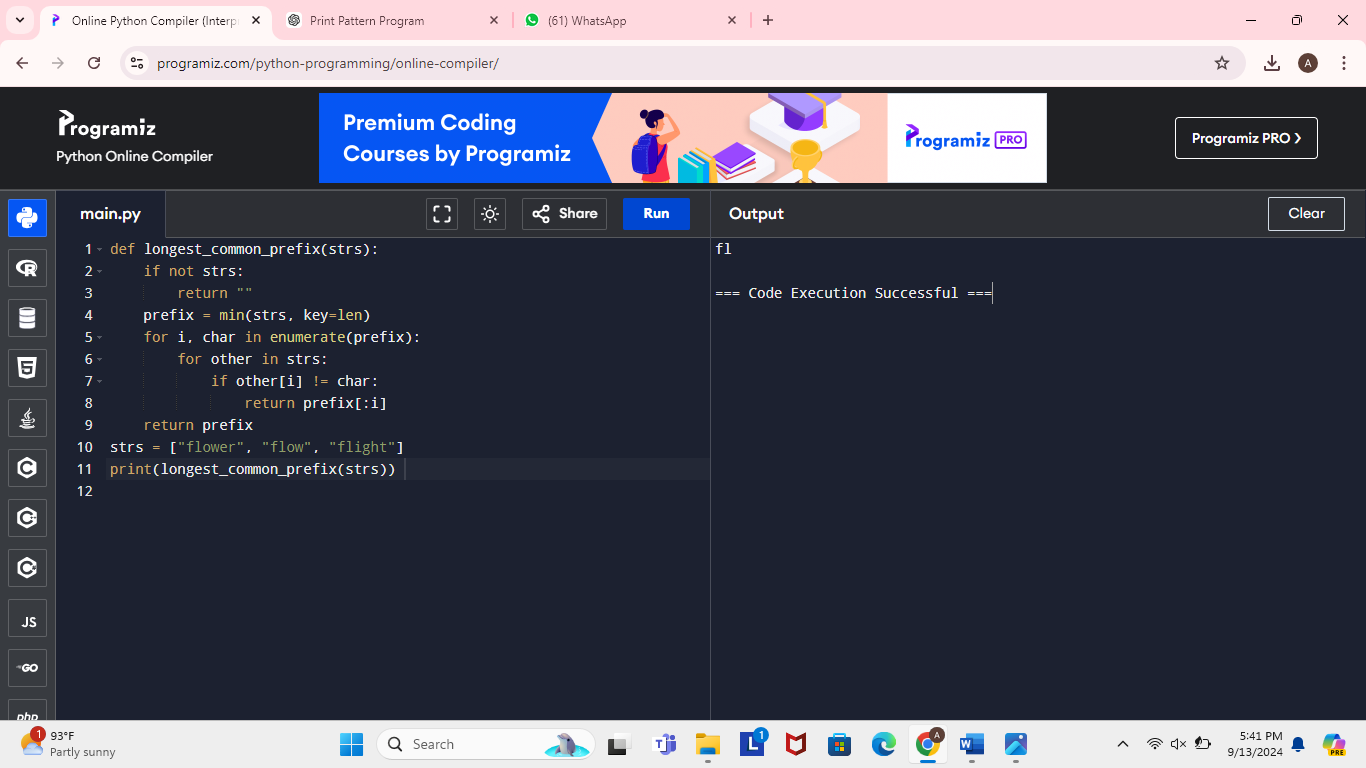 Online Python Compiler (Interp
Print Pattern Program
(61) WhatsApp
programiz.com/python-programming/online-compiler/
A
Programiz
Python Online Compiler
Premium Coding
Courses by Programiz
Programiz PRO
Programiz PRO
main.py
Share
Run
Output
Clear
1 def longest_common_prefix(strs):
2     if not strs:
3         return ""
4     prefix = min(strs, key=len)
5     for i, char in enumerate(prefix):
6         for other in strs:
7             if other[i] != char:
8                 return prefix[:i]
9     return prefix
10 strs = ["flower", "flow", "flight"]
11 print(longest_common_prefix(strs))
12
fl
=== Code Execution Successful ===
JS
GO
php
1
93°F
Partly sunny
Search
L
1
A
W
PRE
5:41 PM
9/13/2024